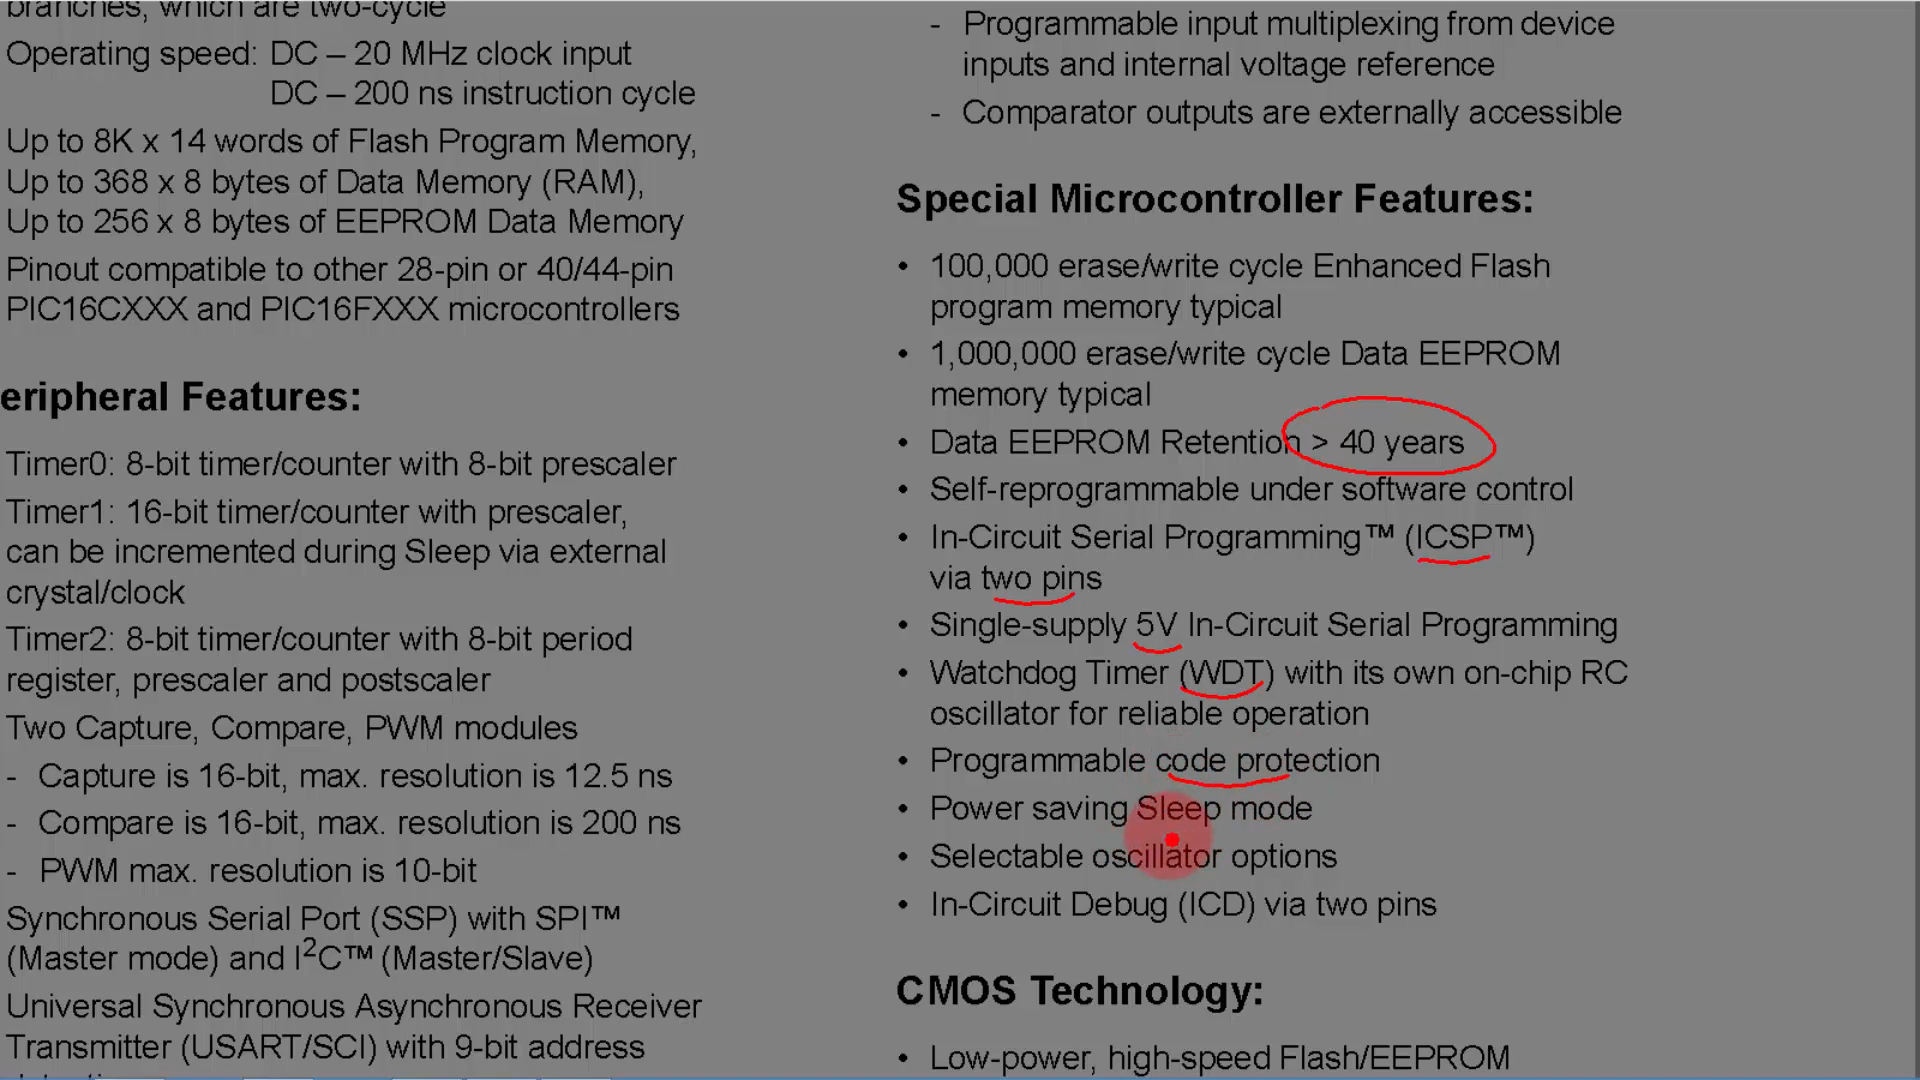 branches, which are two-cycle
Operating speed: DC – 20 MHz clock input
DC – 200 ns instruction cycle
Up to 8K x 14 words of Flash Program Memory,
Up to 368 x 8 bytes of Data Memory (RAM),
Up to 256 x 8 bytes of EEPROM Data Memory
Pinout compatible to other 28-pin or 40/44-pin
PIC16CXXX and PIC16FXXX microcontrollers
eripheral Features:
Timer0: 8-bit timer/counter with 8-bit prescaler
Timer1: 16-bit timer/counter with prescaler,
can be incremented during Sleep via external
crystal/clock
Timer2: 8-bit timer/counter with 8-bit period
register, prescaler and postscaler
Two Capture, Compare, PWM modules
- Capture is 16-bit, max. resolution is 12.5 ns
- Compare is 16-bit, max. resolution is 200 ns
- PWM max. resolution is 10-bit
Synchronous Serial Port (SSP) with SPI™
(Master mode) and I2C™ (Master/Slave)
Universal Synchronous Asynchronous Receiver
Transmitter (USART/SCI) with 9-bit address
- Programmable input multiplexing from device
inputs and internal voltage reference
- Comparator outputs are externally accessible
Special Microcontroller Features:
• 100,000 erase/write cycle Enhanced Flash
program memory typical
• 1,000,000 erase/write cycle Data EEPROM
memory typical
• Data EEPROM Retention > 40 years
• Self-reprogrammable under software control
• In-Circuit Serial Programming™ (ICSP™)
via two pins
• Single-supply 5V In-Circuit Serial Programming
• Watchdog Timer (WDT) with its own on-chip RC
oscillator for reliable operation
• Programmable code protection
• Power saving Sleep mode
• Selectable oscillator options
• In-Circuit Debug (ICD) via two pins
CMOS Technology:
• Low-power, high-speed Flash/EEPROM